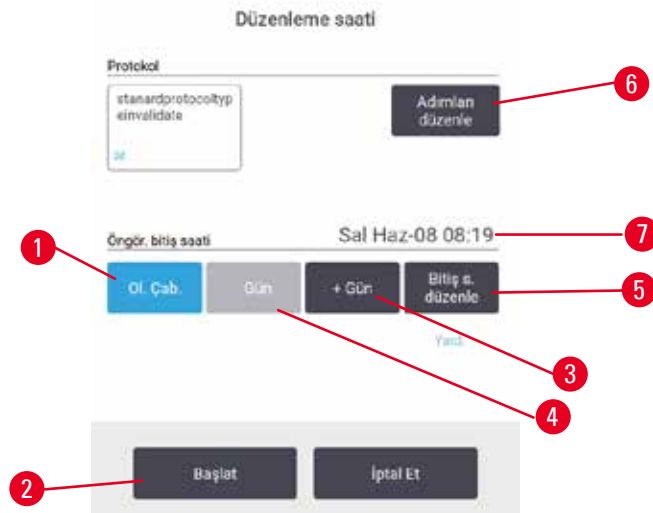 Düzenleme saati
Protokol
stanardprotocoltyp
einvalidate
Adımları
düzenle
6
Öngör. bitiş saati
Sal Haz-08 08:19
7
1
Ol. Çab.
Gün
+ Gün
Bitiş s.
düzenle
5
Yard.
3
4
Başlat
İptal Et
2